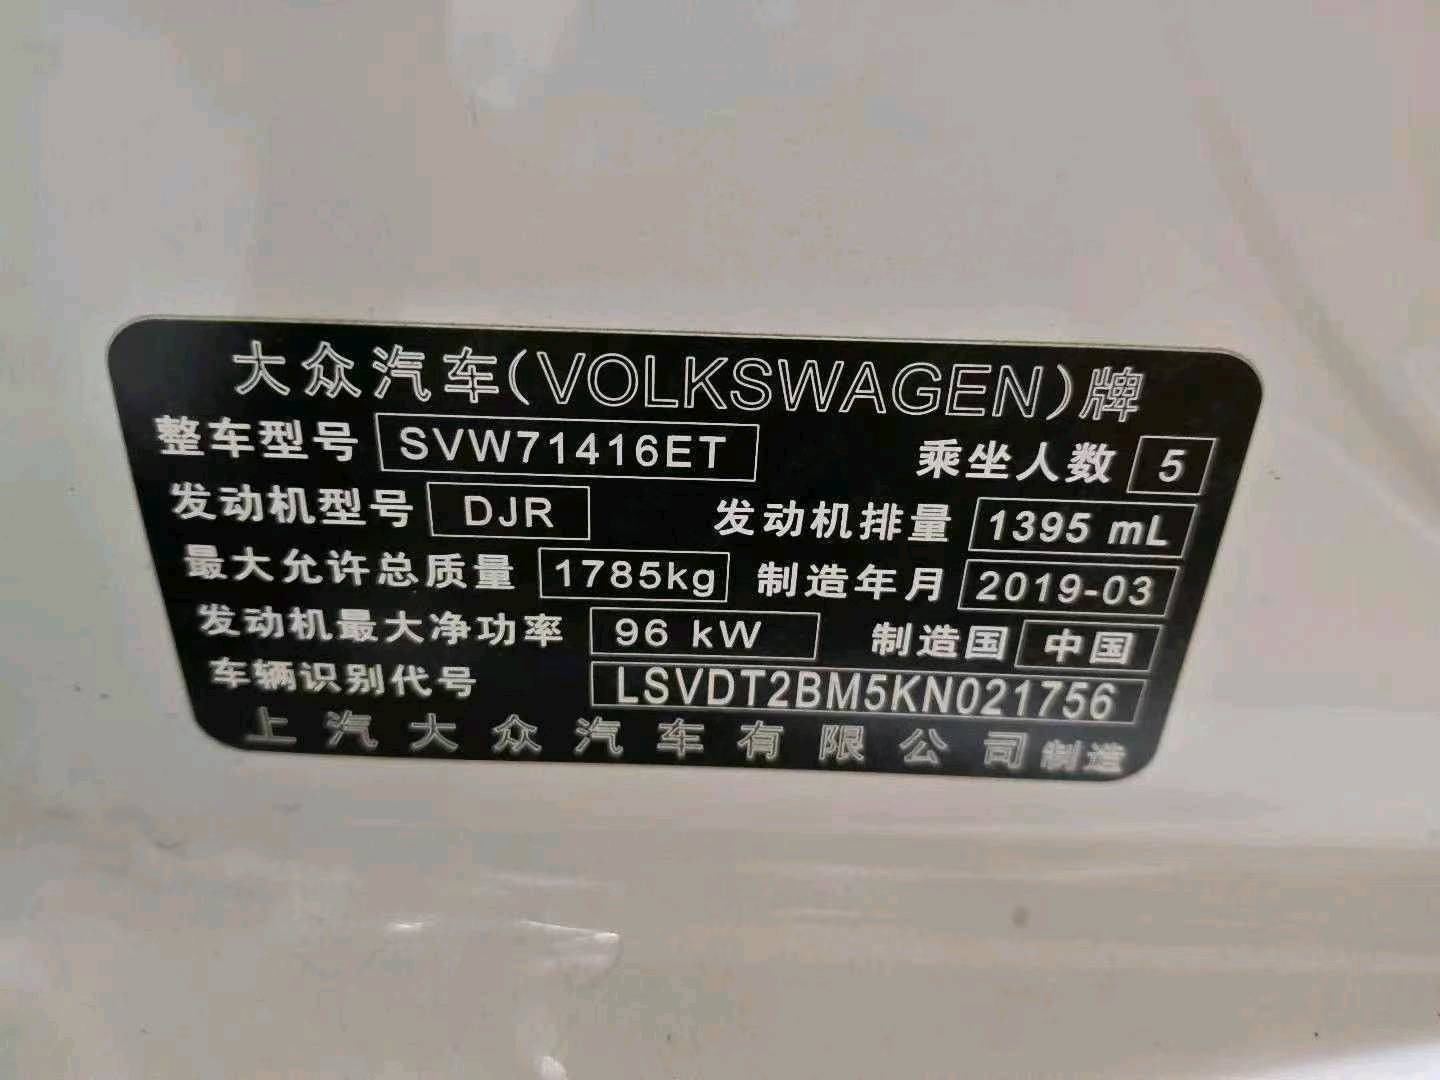 大众汽车(VOLKSWAGEN)牌
整车型号 SVW71416ET 乘坐人数 5
发动机型号 DJR 发动机排量 1395 mL
最大允许总质量 1785kg 制造年月 2019-03
发动机最大净功率 96 kW 制造国 中国
车辆识别代号 LSVDT2BM5KN021756
上汽大众汽车有限公司制造